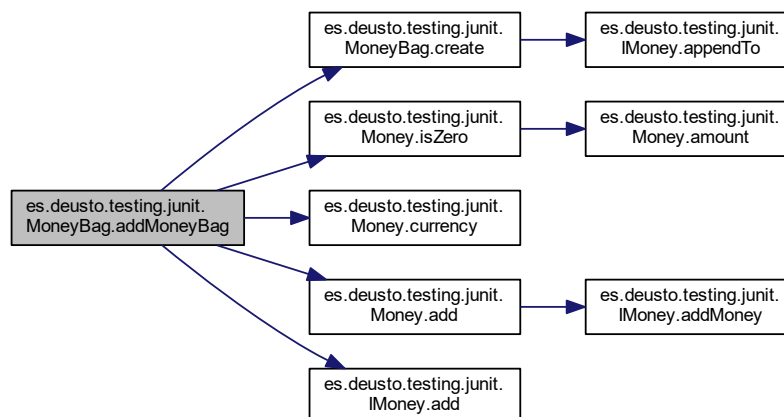 es.deusto.testing.junit.
MoneyBag.create
es.deusto.testing.junit.
IMoney.appendTo
es.deusto.testing.junit.
Money.isZero
es.deusto.testing.junit.
Money.amount
es.deusto.testing.junit.
MoneyBag.addMoneyBag
es.deusto.testing.junit.
Money.currency
es.deusto.testing.junit.
Money.add
es.deusto.testing.junit.
IMoney.addMoney
es.deusto.testing.junit.
IMoney.add